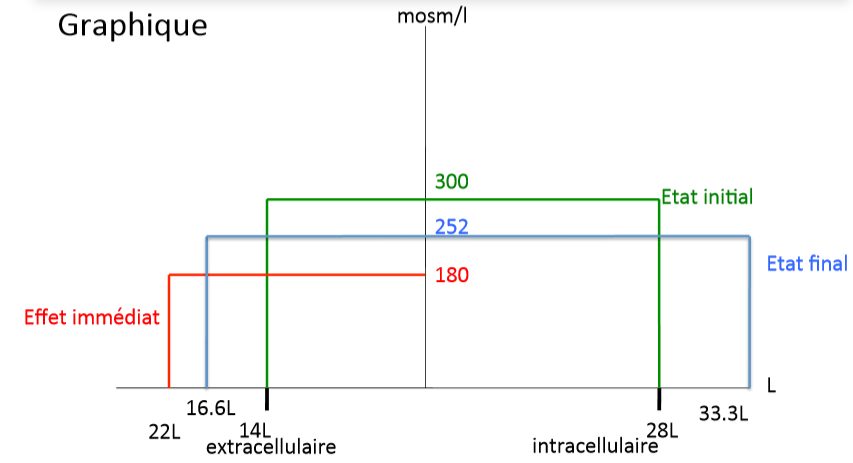 Graphique
mosm/l
300
Etat initial
252
Etat final
180
Effet immédiat
L
16.6L
33.3L
22L
14L
28L
extracellulaire
intracellulaire